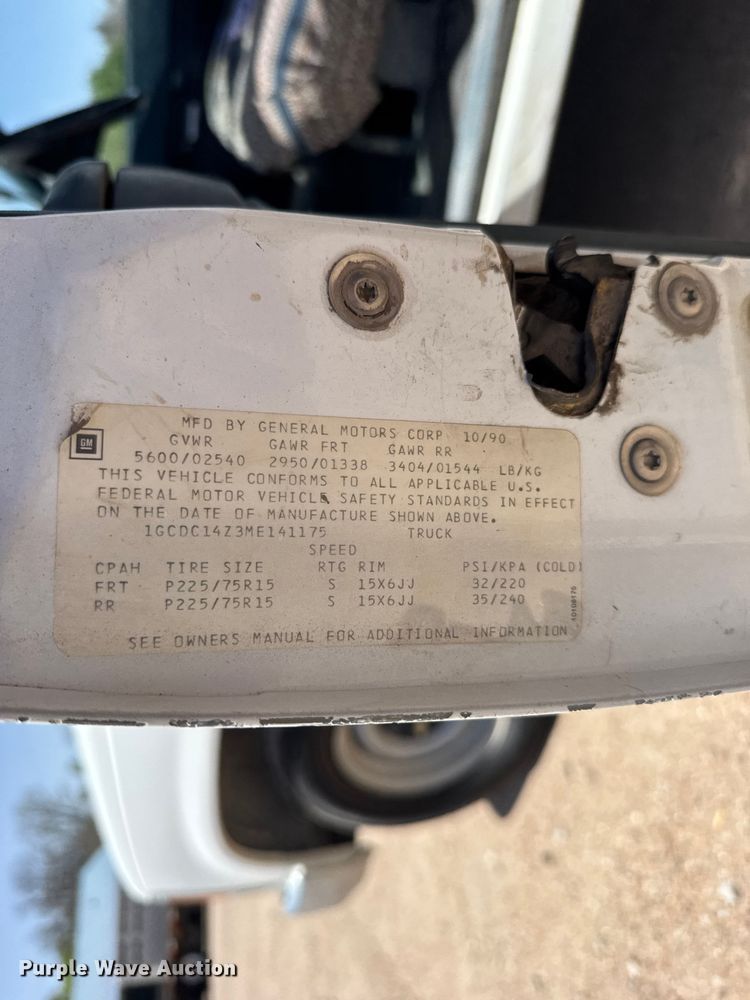 MFD BY GENERAL MOTORS CORP 10/90
GM
GVWR GAWR FRT GAWR RR
5600/02540 2950/01338 3404/01544 LB/KG
THIS VEHICLE CONFORMS TO ALL APPLICABLE U.S.
FEDERAL MOTOR VEHICLE SAFETY STANDARDS IN EFFECT
ON THE DATE OF MANUFACTURE SHOWN ABOVE.
1GCDC14Z3ME141175 TRUCK
SPEED
CPAH TIRE SIZE RTG RIM PSI/KPA (COLD)
FRT P225/75R15 S 15X6JJ 32/220
RR P225/75R15 S 15X6JJ 35/240
SEE OWNERS MANUAL FOR ADDITIONAL INFORMATION
Purple Wave Auction